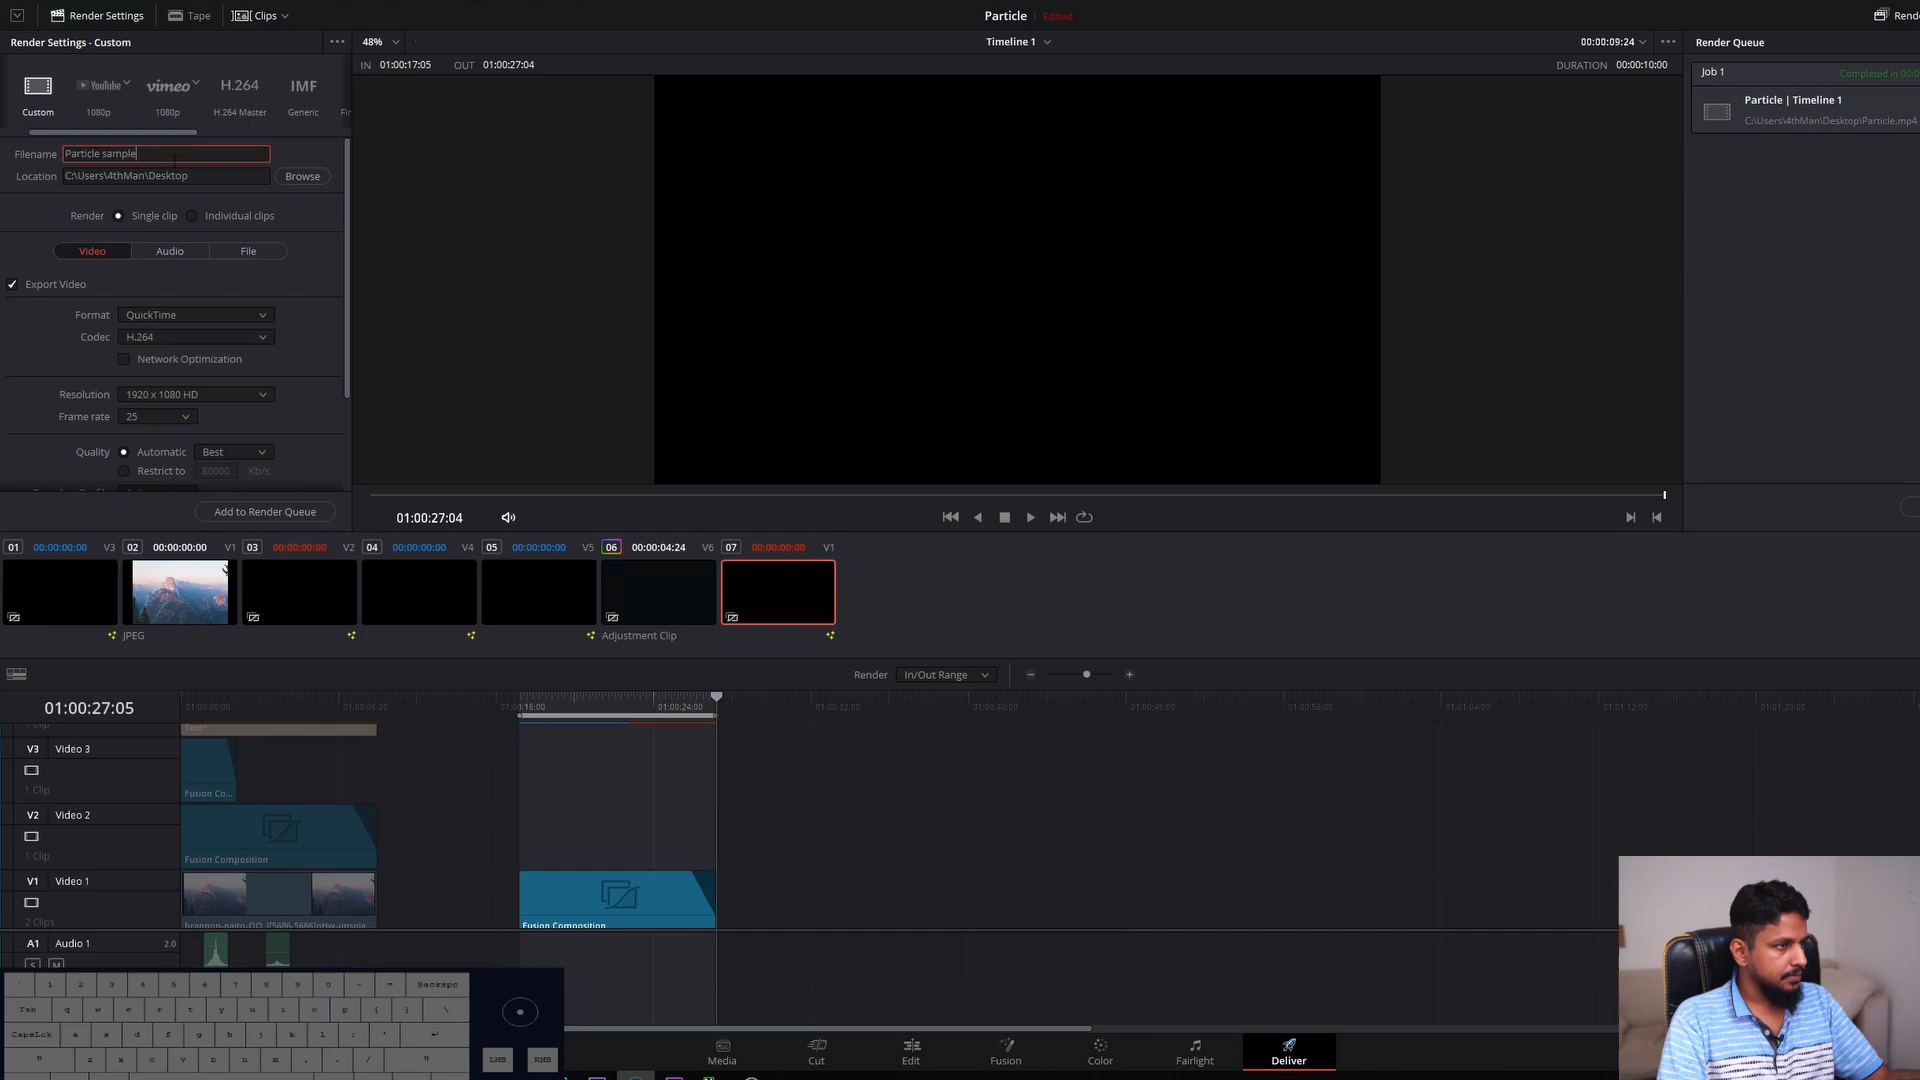 Render Settings
Tape
Clips
Particle
Edited
Render Settings - Custom
48%
Timeline 1
00:00:09:24
Render Queue
IN 01:00:17:05 OUT 01:00:27:04
DURATION 00:00:10:00
Job 1
Completed in 00:0
YouTube
vimeo
H.264
IMF
Custom
1080p
1080p
H.264 Master
Generic
Particle | Timeline 1
C:\Users\4thMan\Desktop\Particle.mp4
Filename Particle sample
Location C:\Users\4thMan\Desktop
Browse
Render Single clip Individual clips
Video Audio File
Export Video
Format QuickTime
Codec H.264
Network Optimization
Resolution 1920 x 1080 HD
Frame rate 25
Quality Automatic Best
Restrict to 80000 Kb/s
Add to Render Queue
01:00:27:04
01 00:00:00:00 V3 02 00:00:00:00 V1 03 00:00:00:00 V2 04 00:00:00:00 V4 05 00:00:00:00 V5 06 00:00:04:24 V6 07 00:00:00:00 V1
JPEG
Adjustment Clip
Render In/Out Range
01:00:27:05
01:00:00:00 01:00:08:00 01:00:16:00 01:00:24:00 01:00:32:00 01:00:40:00 01:00:48:00 01:00:56:00 01:01:04:00 01:01:12:00 01:01:20:00
Text+
V3 Video 3
1 Clip
Fusion Co...
V2 Video 2
1 Clip
Fusion Composition
V1 Video 1
2 Clips
Fusion Composition
A1 Audio 1 2.0
S M
1 2 3 4 5 6 7 8 9 0 - = Backspc
Tab q w e r t y u i o p [ ] \
CapsLck a s d f g h j k l ; '
z x c v b n m , . /
LMB RMB
Media
Cut
Edit
Fusion
Color
Fairlight
Deliver